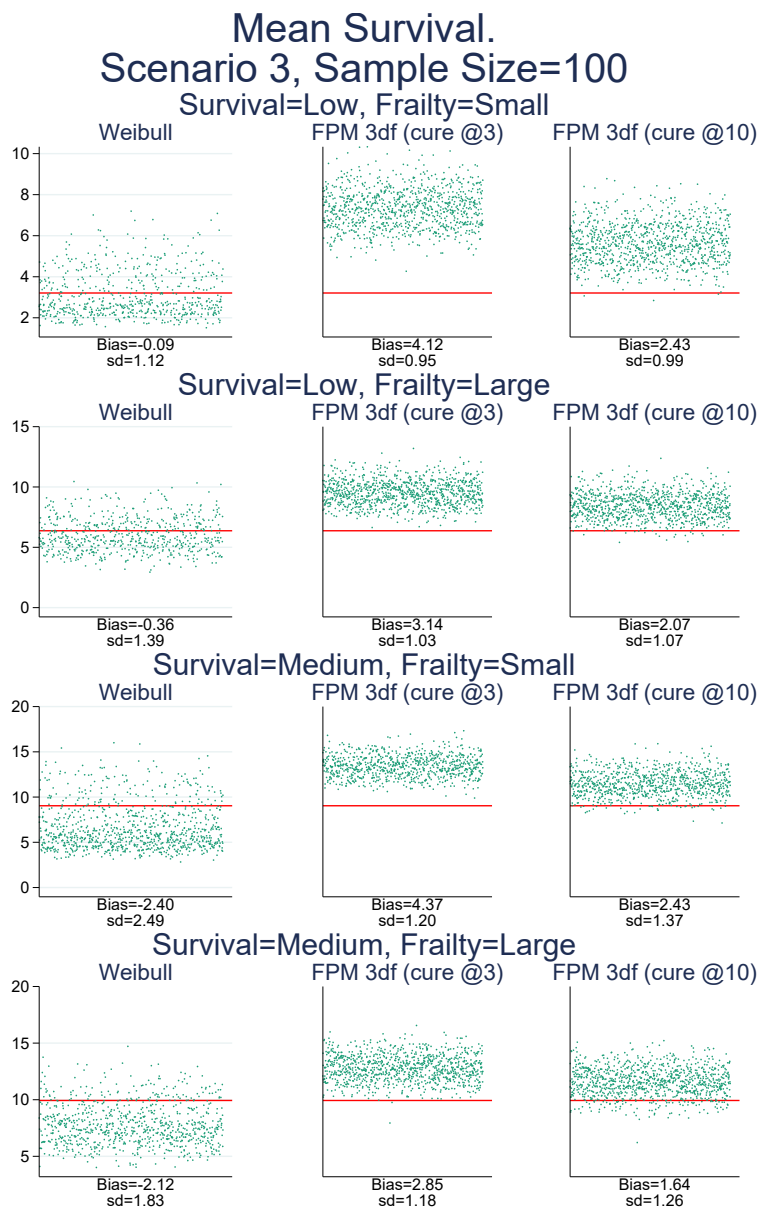 Mean Survival.
Scenario 3, Sample Size=100
Survival=Low, Frailty=Small
Weibull FPM 3df (cure @3) FPM 3df (cure @10)
10
8
6
4
2
Bias=-0.09 Bias=4.12 Bias=2.43
sd=1.12 sd=0.95 sd=0.99
Survival=Low, Frailty=Large
Weibull FPM 3df (cure @3) FPM 3df (cure @10)
15
10
5
0
Bias=-0.36 Bias=3.14 Bias=2.07
sd=1.39 sd=1.03 sd=1.07
Survival=Medium, Frailty=Small
Weibull FPM 3df (cure @3) FPM 3df (cure @10)
20
15
10
5
0
Bias=-2.40 Bias=4.37 Bias=2.43
sd=2.49 sd=1.20 sd=1.37
Survival=Medium, Frailty=Large
Weibull FPM 3df (cure @3) FPM 3df (cure @10)
20
15
10
5
Bias=-2.12 Bias=2.85 Bias=1.64
sd=1.83 sd=1.18 sd=1.26